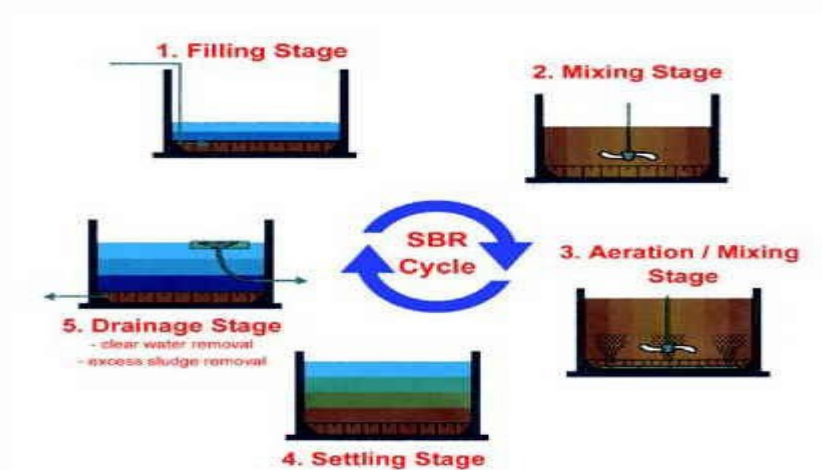 1. Filling Stage
2. Mixing Stage
SBR
Cycle
3. Aeration / Mixing
Stage
4. Settling Stage
5. Drainage Stage
- clear water removal
- excess sludge removal